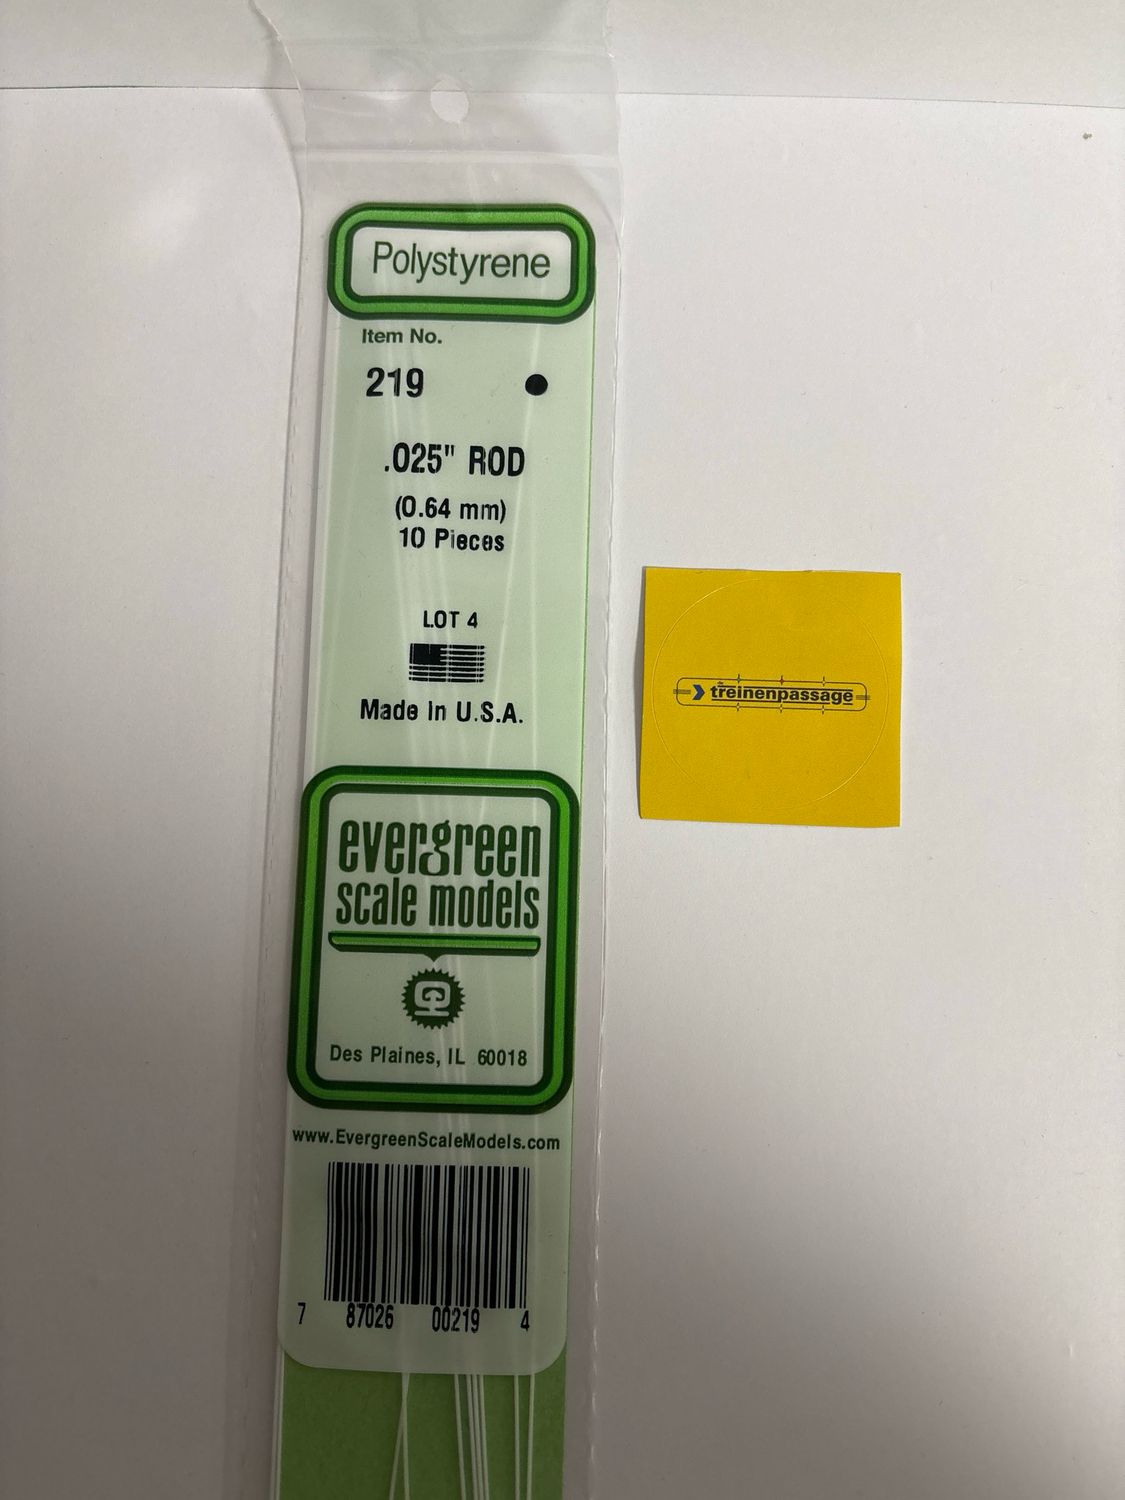 Polystyrene
Item No.
219
.025" ROD
(0.64 mm)
10 Pieces
LOT 4
Made in U.S.A.
evergreen
scale models
Des Plaines, IL 60018
www.EvergreenScaleModels.com
7 87026 00219 4
de
treinenpassage